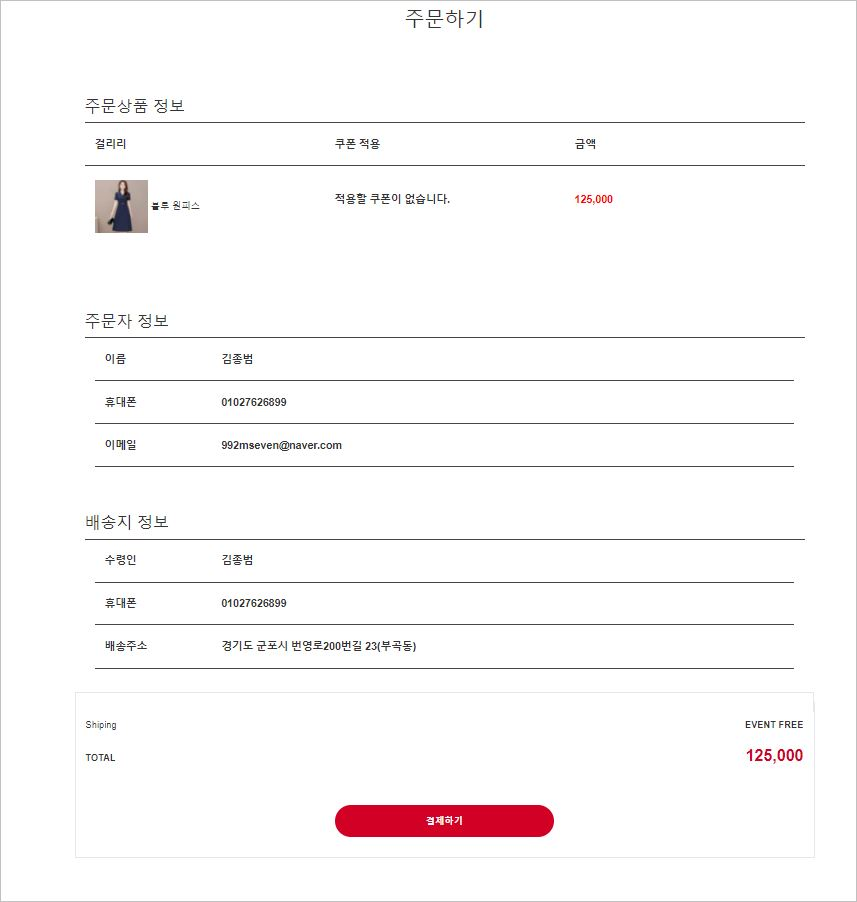 주문하기
주문상품 정보
컬리리 쿠폰 적용 금액
블루 원피스 적용할 쿠폰이 없습니다. 125,000
주문자 정보
이름 김종범
휴대폰 01027626899
이메일 992mseven@naver.com
배송지 정보
수령인 김종범
휴대폰 01027626899
배송주소 경기도 군포시 번영로200번길 23(부곡동)
Shiping EVENT FREE
TOTAL 125,000
결제하기